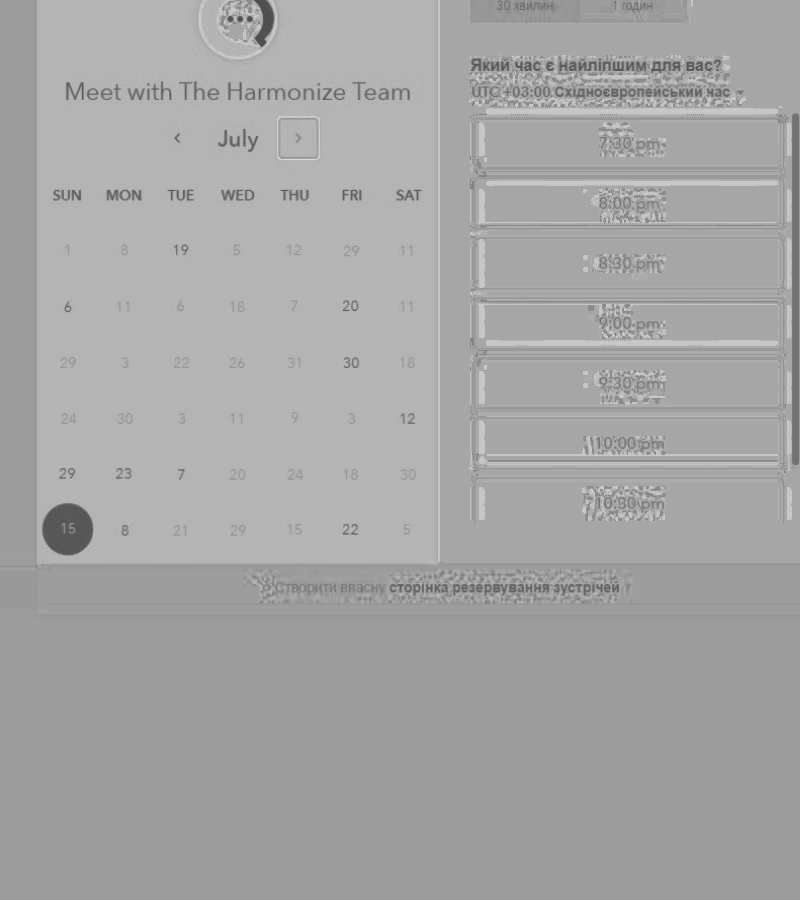 Meet with The Harmonize Team
July
SUN MON TUE WED THU FRI SAT
1 8 19 5 12 29 11
6 11 6 18 7 20 11
29 3 22 26 31 30 18
24 30 3 11 9 3 12
29 23 7 20 24 18 30
15 8 21 29 15 22 5
30 хвилин 1 годин
Який час є найліпшим для вас?
UTC +03:00 Східноєвропейський час
7:30 pm
8:00 pm
8:30 pm
9:00 pm
9:30 pm
10:00 pm
10:30 pm
Створити власну сторінка резервування зустрічей